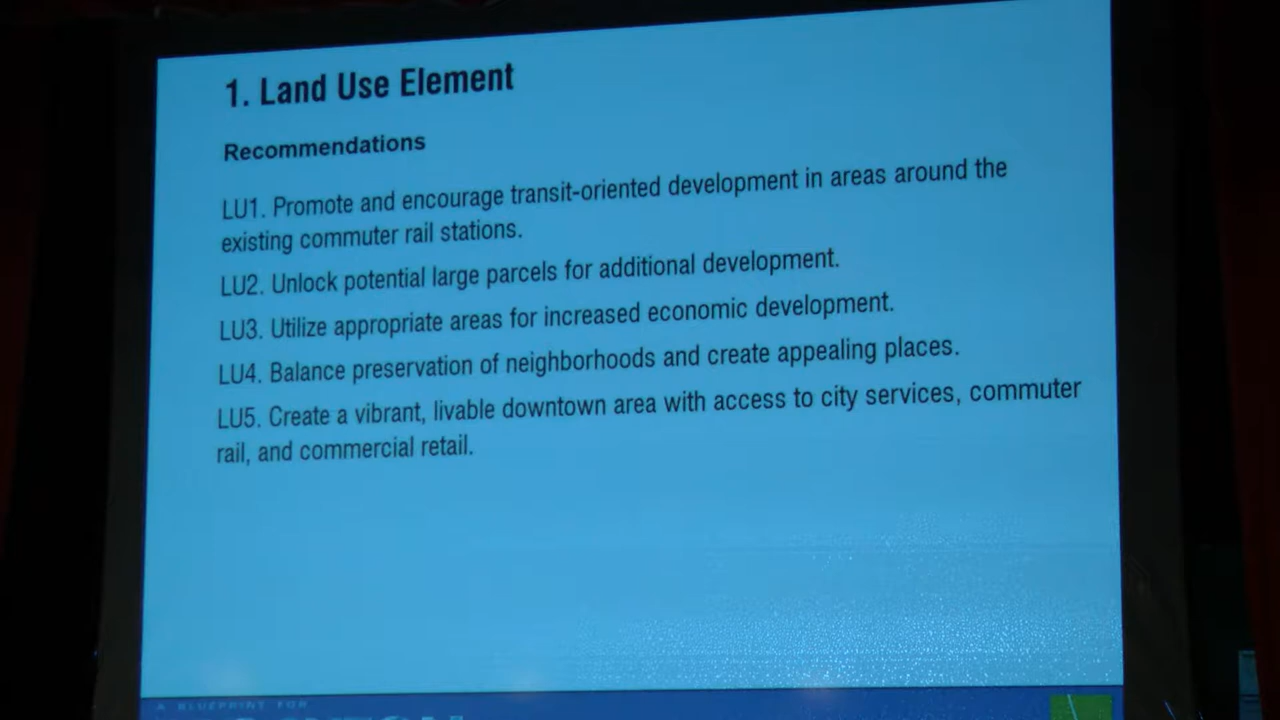 1. Land Use Element
Recommendations
LU1. Promote and encourage transit-oriented development in areas around the
existing commuter rail stations.
LU2. Unlock potential large parcels for additional development.
LU3. Utilize appropriate areas for increased economic development.
LU4. Balance preservation of neighborhoods and create appealing places.
LU5. Create a vibrant, livable downtown area with access to city services, commuter
rail, and commercial retail.
A BLUEPRINT FOR